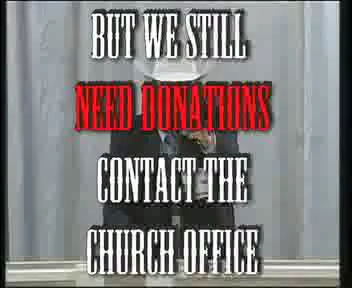 BUT WE STILL
NEED DONATIONS
CONTACT THE
CHURCH OFFICE